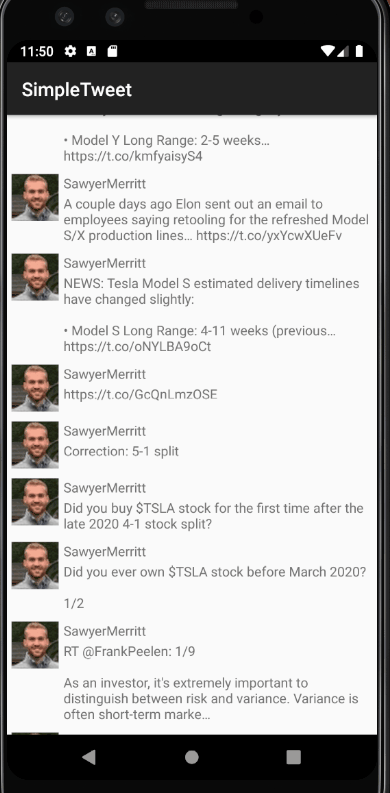 11:50
SimpleTweet
• Model Y Long Range: 2-5 weeks…
https://t.co/kmfyaisyS4
SawyerMerritt
A couple days ago Elon sent out an email to
employees saying retooling for the refreshed Model
S/X production lines… https://t.co/yxYcwXUeFv
SawyerMerritt
NEWS: Tesla Model S estimated delivery timelines
have changed slightly:
• Model S Long Range: 4-11 weeks (previous…
https://t.co/oNYLBA9oCt
SawyerMerritt
https://t.co/GcQnLmzOSE
SawyerMerritt
Correction: 5-1 split
SawyerMerritt
Did you buy $TSLA stock for the first time after the
late 2020 4-1 stock split?
SawyerMerritt
Did you ever own $TSLA stock before March 2020?
1/2
SawyerMerritt
RT @FrankPeelen: 1/9
As an investor, it's extremely important to
distinguish between risk and variance. Variance is
often short-term marke…